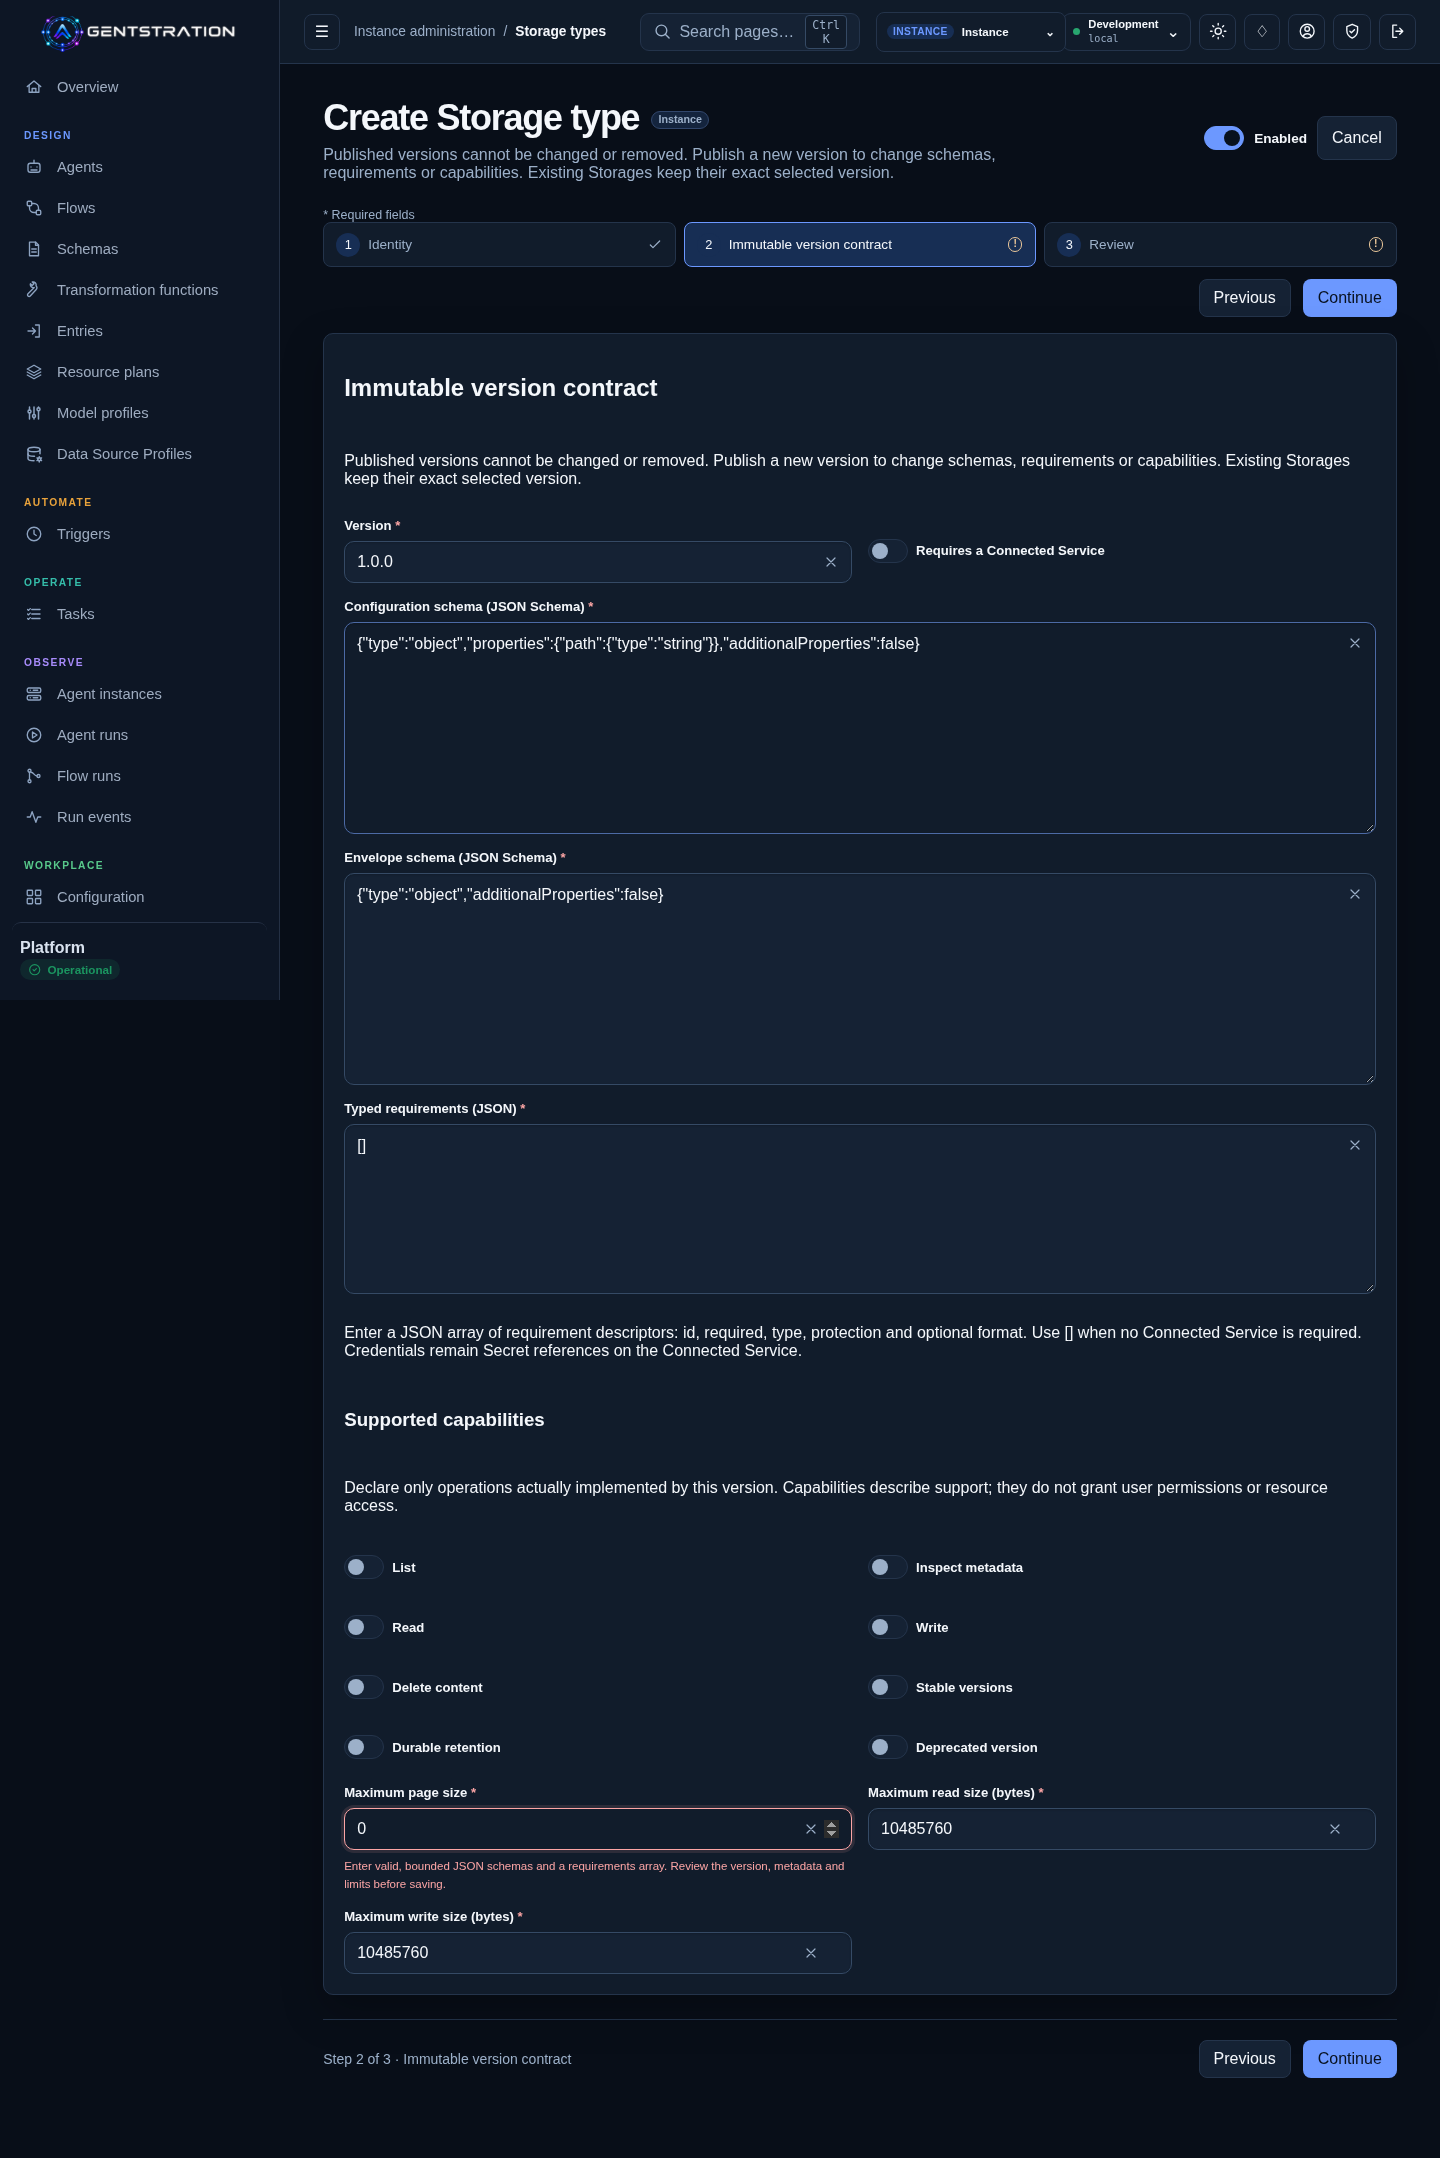 GENTSTRATION
Overview
DESIGN
Agents
Flows
Schemas
Transformation functions
Entries
Resource plans
Model profiles
Data Source Profiles
AUTOMATE
Triggers
OPERATE
Tasks
OBSERVE
Agent instances
Agent runs
Flow runs
Run events
WORKPLACE
Configuration
Platform
Operational
Instance administration / Storage types
Search pages… Ctrl K
INSTANCE Instance
Development
local
Create Storage type Instance
Published versions cannot be changed or removed. Publish a new version to change schemas,
requirements or capabilities. Existing Storages keep their exact selected version.
Enabled
Cancel
* Required fields
1 Identity
2 Immutable version contract
3 Review
Previous
Continue
Immutable version contract
Published versions cannot be changed or removed. Publish a new version to change schemas, requirements or capabilities. Existing Storages
keep their exact selected version.
Version *
1.0.0
Requires a Connected Service
Configuration schema (JSON Schema) *
{"type":"object","properties":{"path":{"type":"string"}},"additionalProperties":false}
Envelope schema (JSON Schema) *
{"type":"object","additionalProperties":false}
Typed requirements (JSON) *
[]
Enter a JSON array of requirement descriptors: id, required, type, protection and optional format. Use [] when no Connected Service is required.
Credentials remain Secret references on the Connected Service.
Supported capabilities
Declare only operations actually implemented by this version. Capabilities describe support; they do not grant user permissions or resource
access.
List
Inspect metadata
Read
Write
Delete content
Stable versions
Durable retention
Deprecated version
Maximum page size *
0
Enter valid, bounded JSON schemas and a requirements array. Review the version, metadata and
limits before saving.
Maximum read size (bytes) *
10485760
Maximum write size (bytes) *
10485760
Step 2 of 3 · Immutable version contract
Previous
Continue